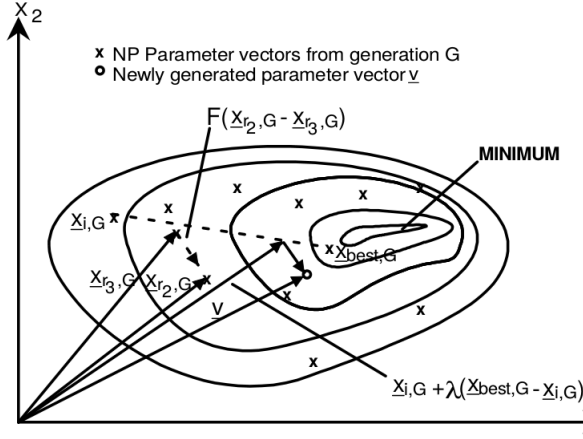 X2
x NP Parameter vectors from generation G
Newly generated parameter vector v
F(xr2,G - xr3,G)
MINIMUM
xi,G
xbest,G
xr3,G xr2,G
v
xi,G + λ(xbest,G - xi,G)